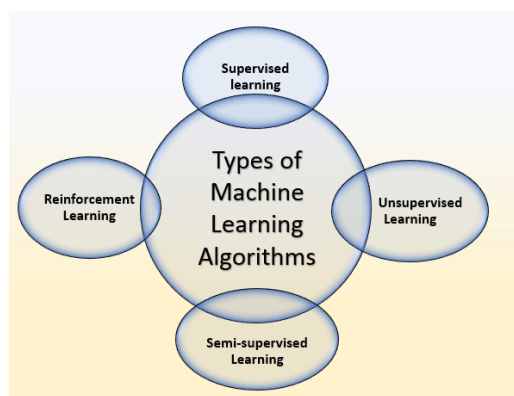 Supervised
learning
Types of
Machine
Learning
Algorithms
Reinforcement
Learning
Unsupervised
Learning
Semi-supervised
Learning